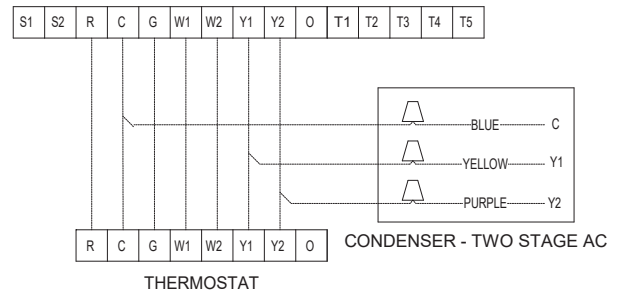 S1 S2 R C G W1 W2 Y1 Y2 O T1 T2 T3 T4 T5
BLUE C
YELLOW Y1
PURPLE Y2
R C G W1 W2 Y1 Y2 O
CONDENSER - TWO STAGE AC
THERMOSTAT